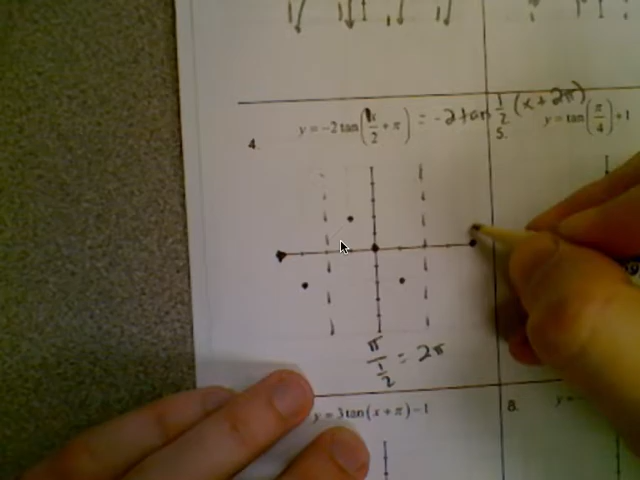 4. y = -2 tan(x/2 + π) = -2 tan 1/2 (x + 2π)
5. y = tan(π/4) + 1
π / 1/2 = 2π
y = 3 tan(x + π) - 1
8. y =